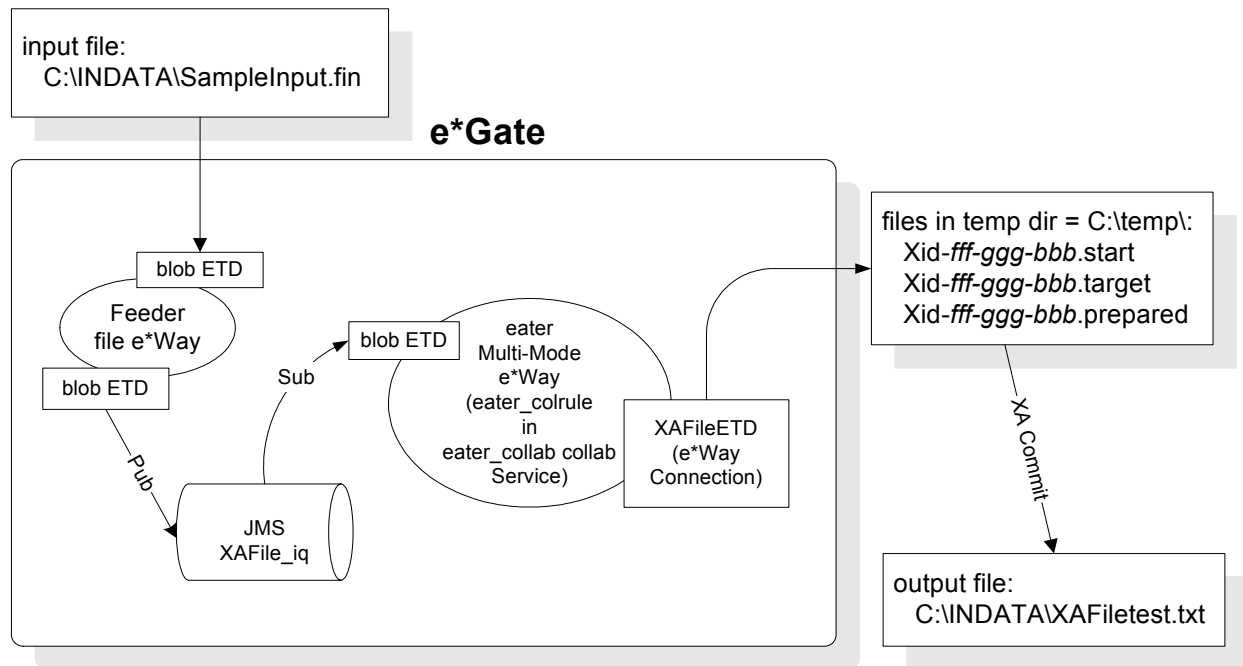 input file:
C:\INDATA\SampleInput.fin
e*Gate
blob ETD
Feeder
file e*Way
blob ETD
Pub
JMS
XAFile_iq
Sub
blob ETD
eater
Multi-Mode
e*Way
(eater_colrule
in
eater_collab collab
Service)
XAFileETD
(e*Way
Connection)
files in temp dir = C:\temp\:
Xid-fff-ggg-bbb.start
Xid-fff-ggg-bbb.target
Xid-fff-ggg-bbb.prepared
XA Commit
output file:
C:\INDATA\XAFiletest.txt